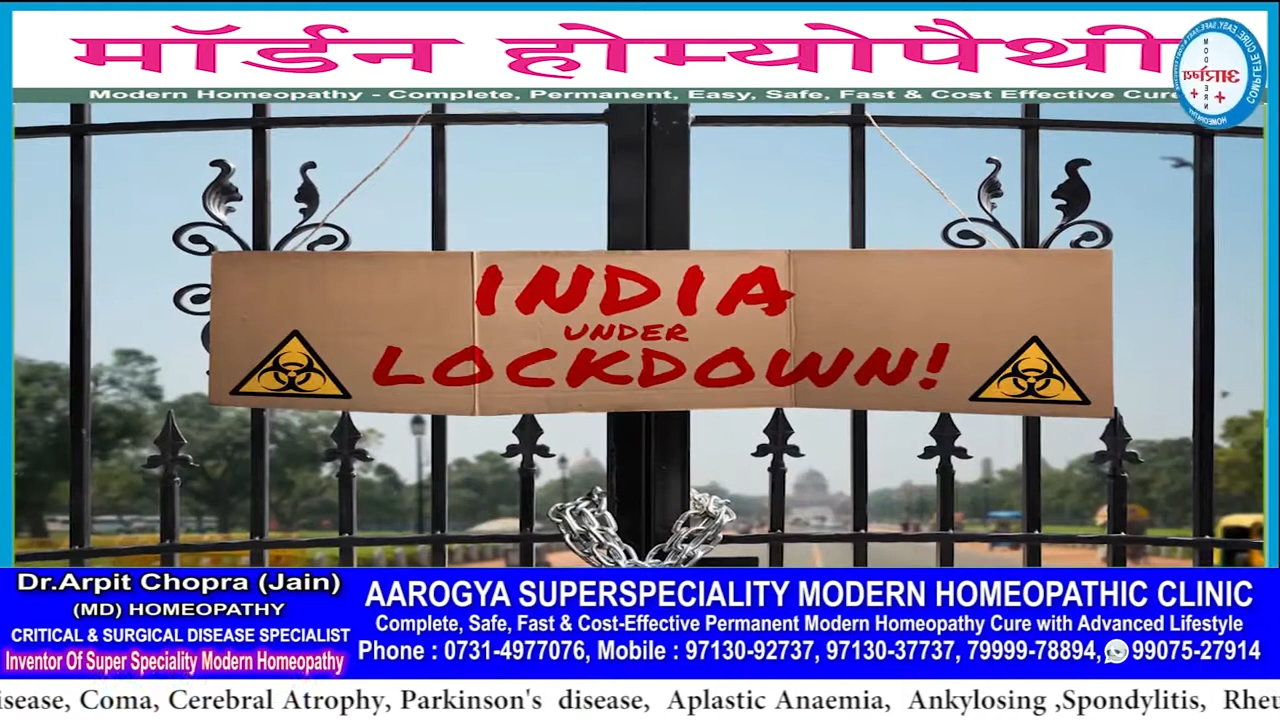 मॉर्डन होम्योपैथी
Modern Homeopathy - Complete, Permanent, Easy, Safe, Fast & Cost Effective Cure
INDIA
UNDER
LOCKDOWN!
Dr.Arpit Chopra (Jain)
(MD) HOMEOPATHY
CRITICAL & SURGICAL DISEASE SPECIALIST
Inventor Of Super Speciality Modern Homeopathy
AAROGYA SUPERSPECIALITY MODERN HOMEOPATHIC CLINIC
Complete, Safe, Fast & Cost-Effective Permanent Modern Homeopathy Cure with Advanced Lifestyle
Phone : 0731-4977076, Mobile : 97130-92737, 97130-37737, 79999-78894, 99075-27914
isease, Coma, Cerebral Atrophy, Parkinson's disease, Aplastic Anaemia, Ankylosing ,Spondylitis, Rheu